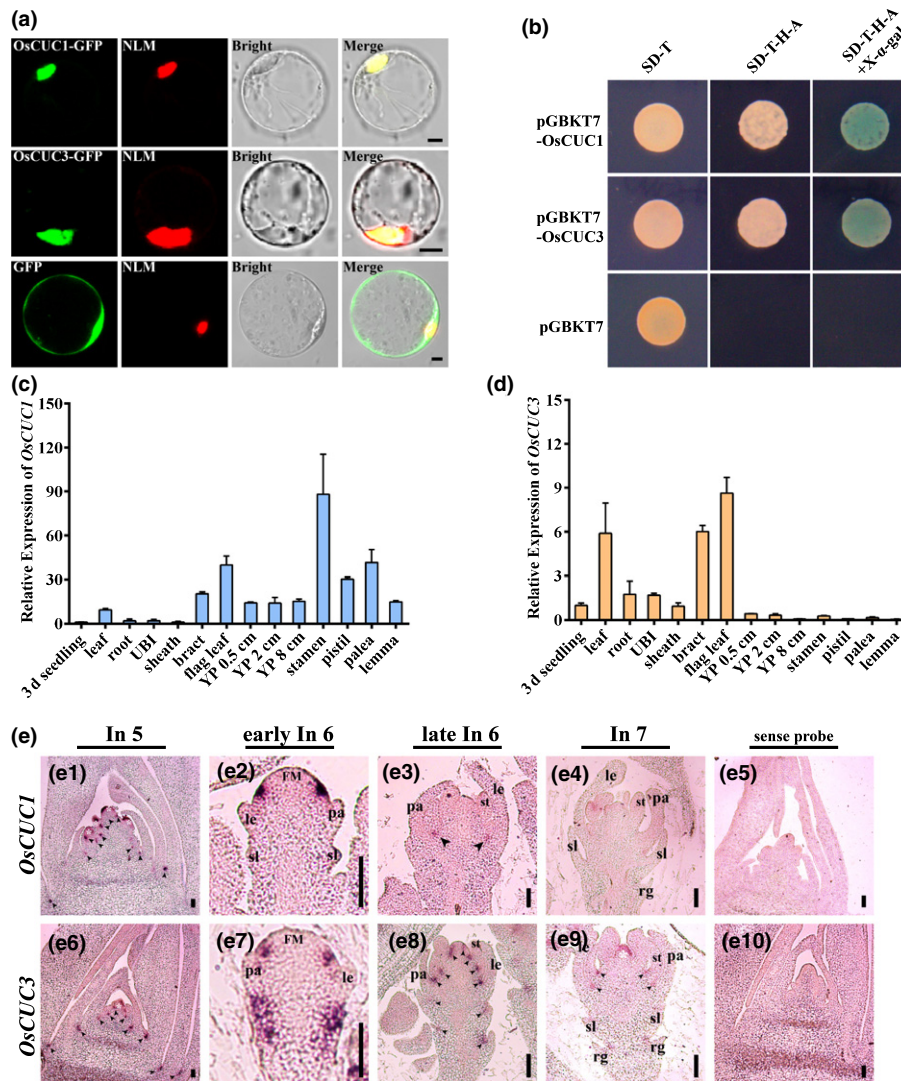 (a)
OsCUC1-GFP NLM Bright Merge
OsCUC3-GFP NLM Bright Merge
GFP NLM Bright Merge
(b)
SD-T SD-T-H-A SD-T-H-A +X-α-gal
pGBKT7
-OsCUC1
pGBKT7
-OsCUC3
pGBKT7
(c)
Relative Expression of OsCUC1
150
120
90
60
30
0
3 d seedling leaf root UBI sheath bract flag leaf YP 0.5 cm YP 2 cm YP 8 cm stamen pistil palea lemma
(d)
Relative Expression of OsCUC3
15
12
9
6
3
0
3 d seedling leaf root UBI sheath bract flag leaf YP 0.5 cm YP 2 cm YP 8 cm stamen pistil palea lemma
(e) In 5 early In 6 late In 6 In 7 sense probe
OsCUC1
(e1)
(e2) FM le pa sl sl
(e3) le st pa
(e4) le st pa sl sl rg
(e5)
OsCUC3
(e6)
(e7) FM pa le
(e8) st le pa
(e9) le st pa sl sl rg rg
(e10)